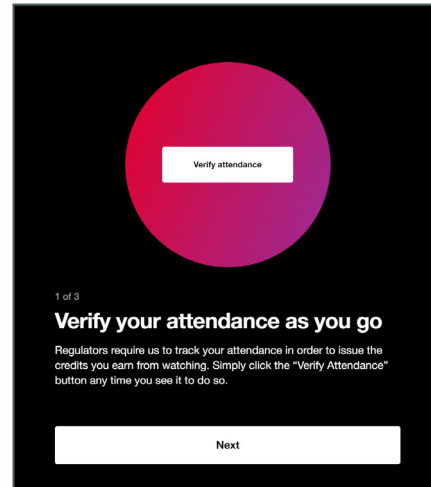 Verify attendance
1 of 3
Verify your attendance as you go
Regulators require us to track your attendance in order to issue the
credits you earn from watching. Simply click the “Verify Attendance”
button any time you see it to do so.
Next